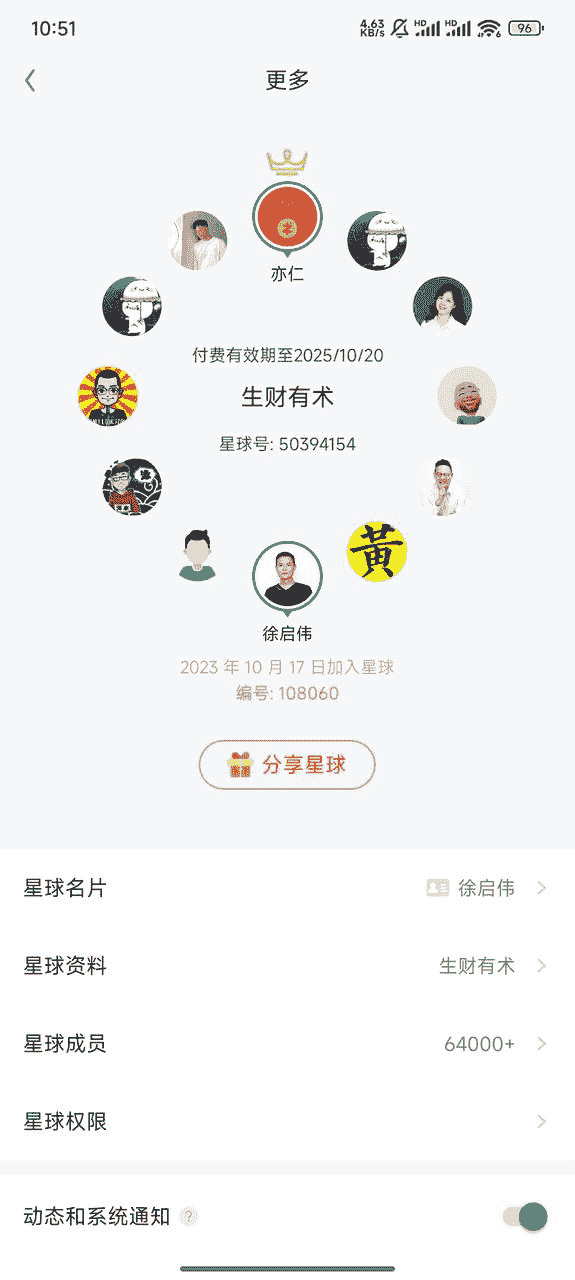 10:51
4.63 KB/s HD HD 6 96
更多
亦仁
付费有效期至2025/10/20
生财有术
星球号: 50394154
黃
徐启伟
2023 年 10 月 17 日加入星球
编号: 108060
分享星球
星球名片 徐启伟
星球资料 生财有术
星球成员 64000+
星球权限
动态和系统通知 ?